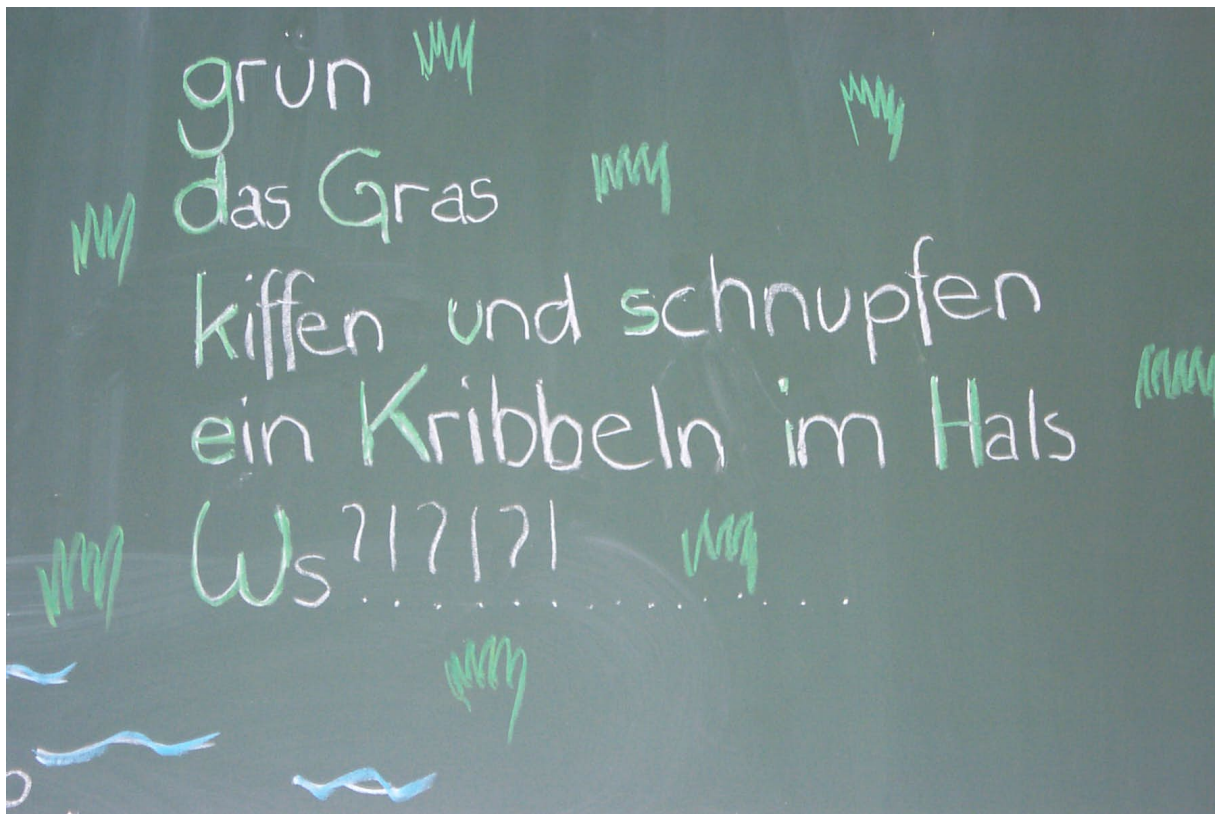 grün
das Gras
kiffen und schnupfen
ein Kribbeln im Hals
Ws?!?!?!..............